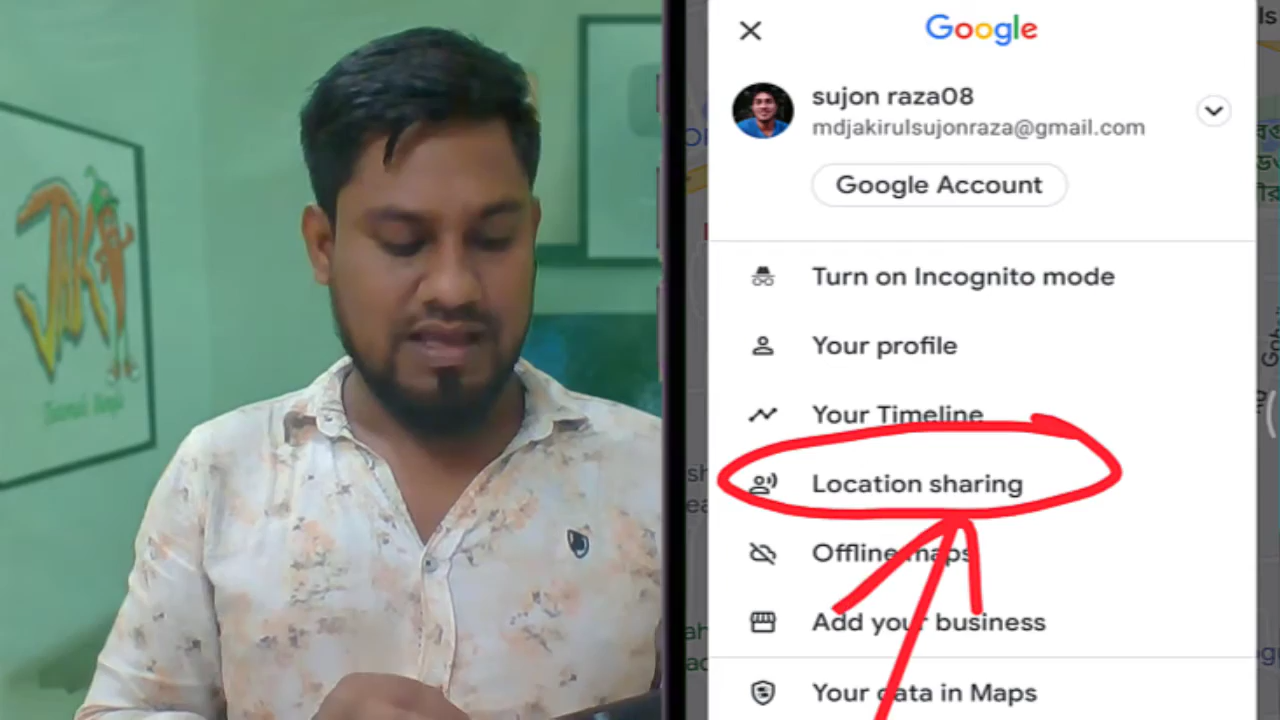 Google
sujon raza08
mdjakirulsujonraza@gmail.com
Google Account
Turn on Incognito mode
Your profile
Your Timeline
Location sharing
Offline maps
Add your business
Your data in Maps